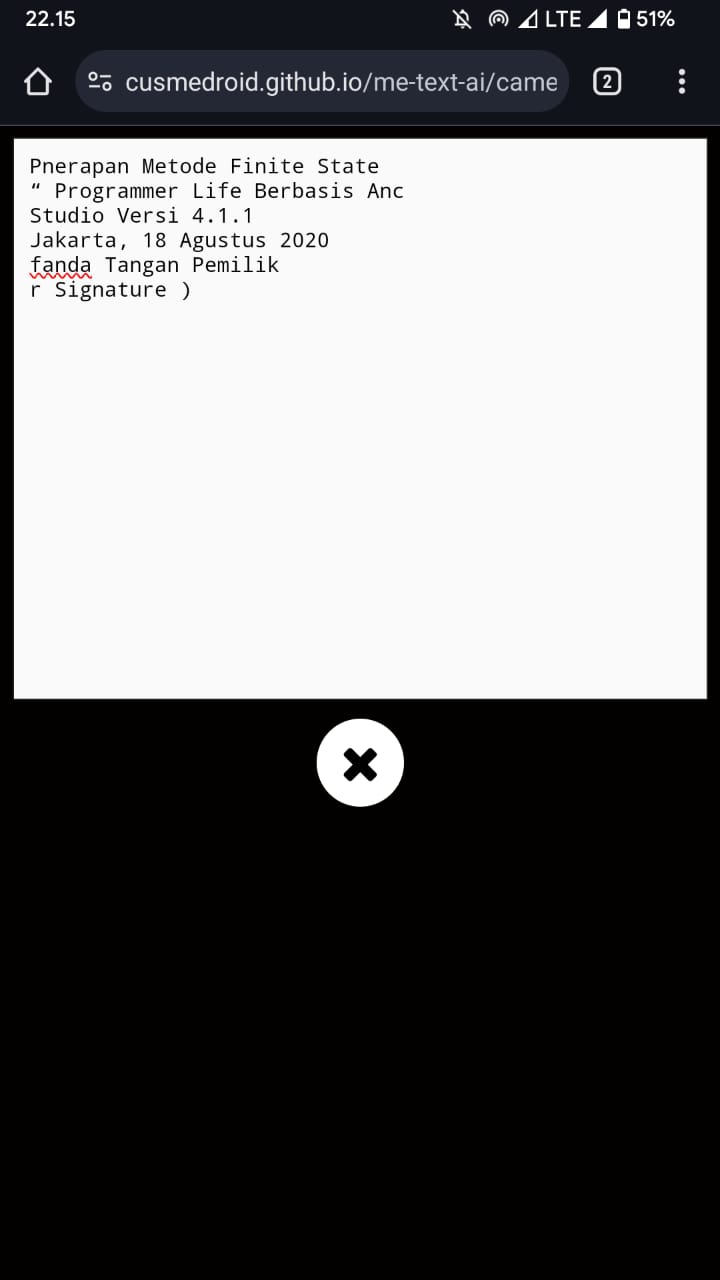 22.15
LTE 51%
cusmedroid.github.io/me-text-ai/came
2
Pnerapan Metode Finite State
“ Programmer Life Berbasis Anc
Studio Versi 4.1.1
Jakarta, 18 Agustus 2020
fanda Tangan Pemilik
r Signature )